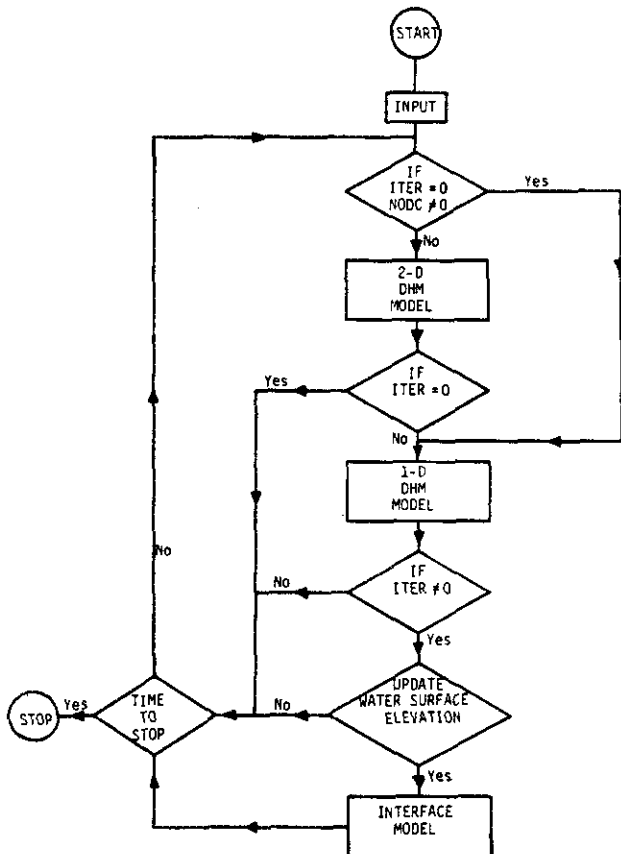 START
INPUT
IF
ITER = 0
NODC ≠ 0
Yes
No
2-D
DHM
MODEL
IF
ITER = 0
Yes
No
1-D
DHM
MODEL
No
IF
ITER ≠ 0
No
Yes
UPDATE
WATER SURFACE
ELEVATION
No
Yes
TIME
TO
STOP
Yes
STOP
INTERFACE
MODEL